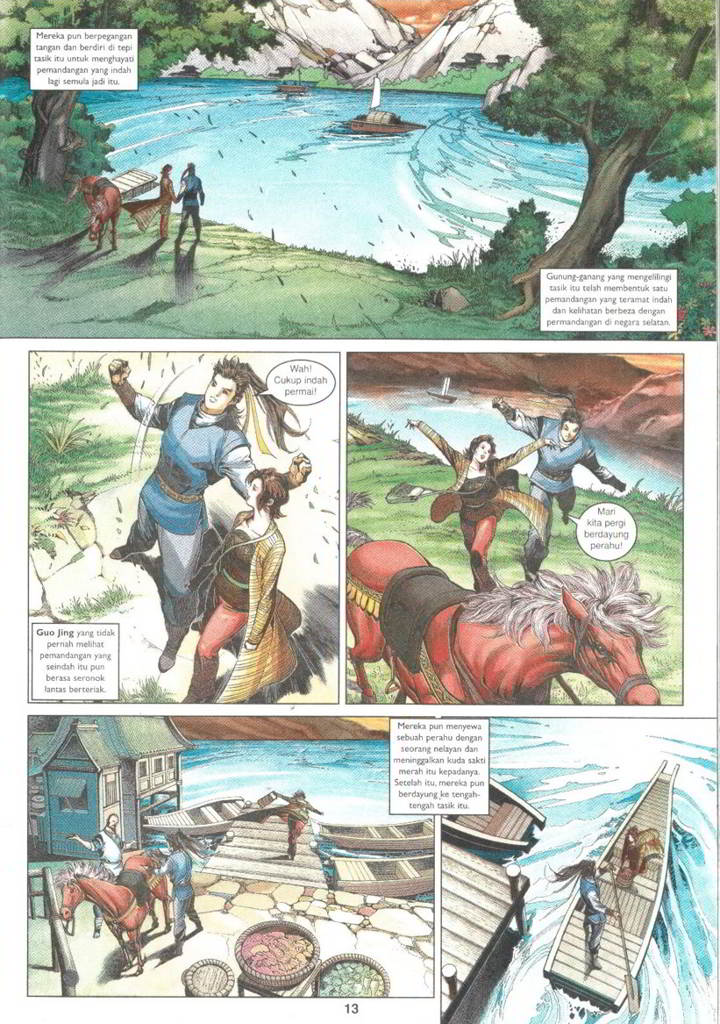 Mereka pun berpegangan
tangan dan berdiri di tepi
tasik itu untuk menghayati
pemandangan yang indah
lagi semula jadi itu.
Gunung-ganang yang mengelilingi
tasik itu telah membentuk satu
pemandangan yang teramat indah
dan kelihatan berbeza dengan
permandangan di negara selatan.
Wah!
Cukup indah
permai!
Guo Jing yang tidak
pernah melihat
pemandangan yang
seindah itu pun
berasa seronok
lantas berteriak.
Mari
kita pergi
berdayung
perahu!
Mereka pun menyewa
sebuah perahu dengan
seorang nelayan dan
meninggalkan kuda sakti
merah itu kepadanya.
Setelah itu, mereka pun
berdayung ke tengah-
tengah tasik itu.
13